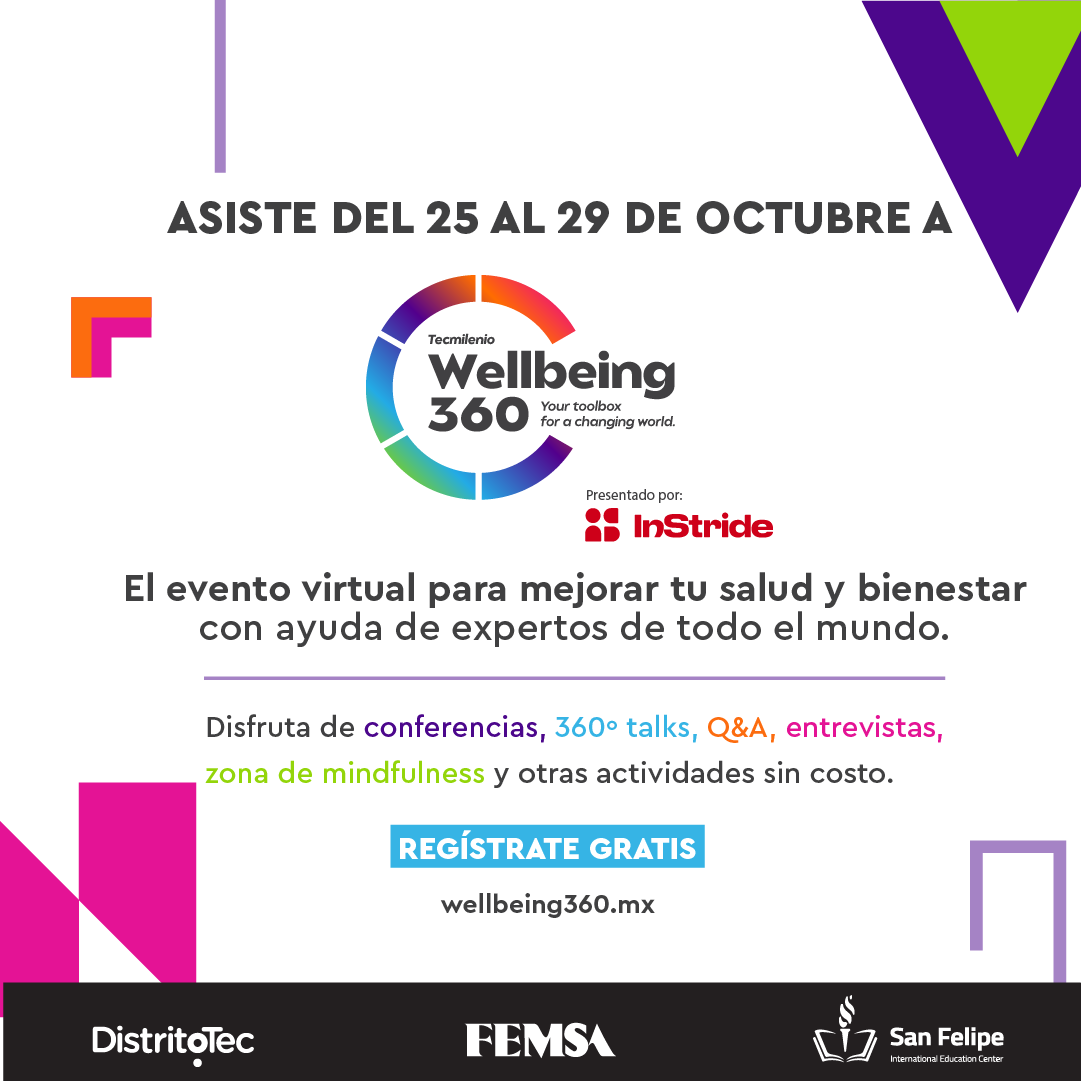 ASISTE DEL 25 AL 29 DE OCTUBRE A
Tecmilenio
Wellbeing
360 Your toolbox
for a changing world.
Presentado por:
InStride
El evento virtual para mejorar tu salud y bienestar
con ayuda de expertos de todo el mundo.
Disfruta de conferencias, 360º talks, Q&A, entrevistas,
zona de mindfulness y otras actividades sin costo.
REGÍSTRATE GRATIS
wellbeing360.mx
DistritoTec
FEMSA
San Felipe
International Education Center